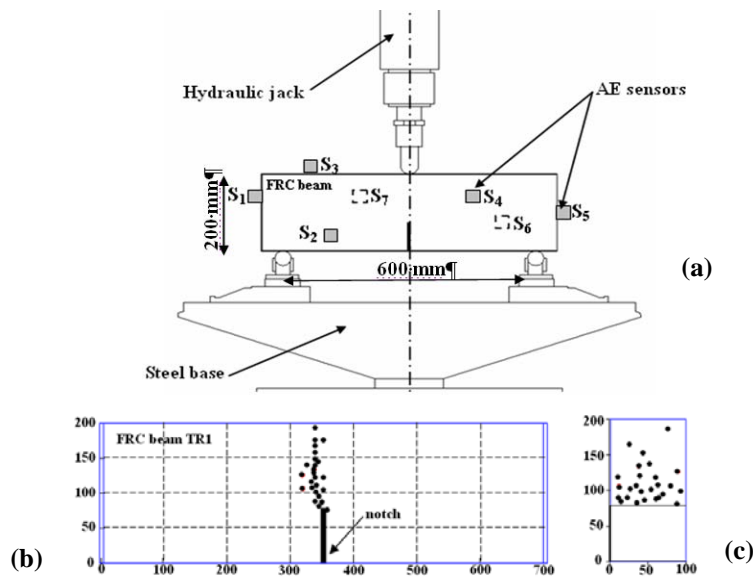 Hydraulic jack
AE sensors
S3
S1
FRC beam
S7
S4
S5
S6
S2
200·mm¶
600·mm¶
(a)
Steel base
200
150
100
50
0
FRC beam TR1
notch
0 100 200 300 400 500 600 700
(b)
200
150
100
50
0
0 50 100
(c)